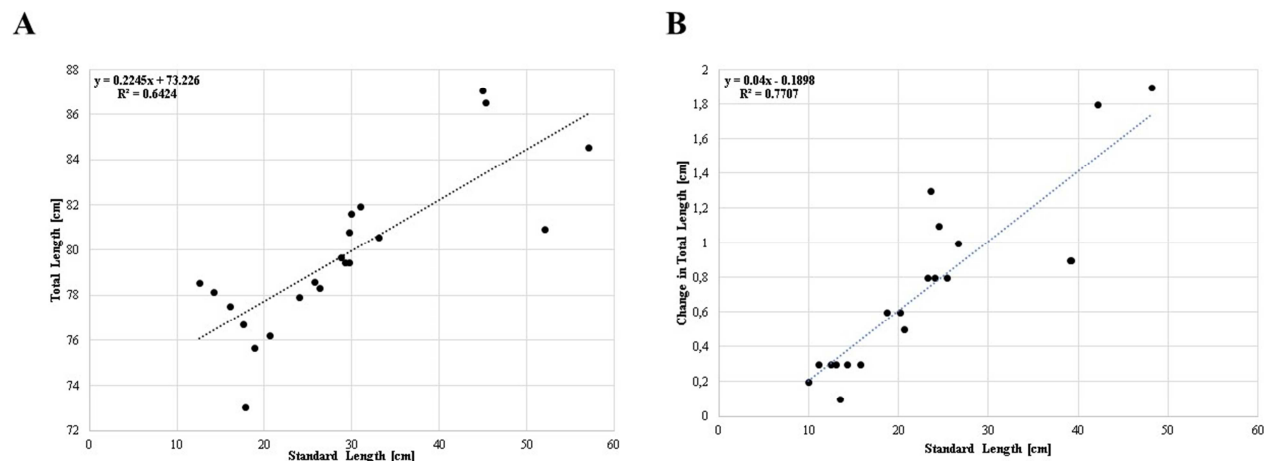 A
y = 0.2245x + 73.226
R² = 0.6424
88
86
84
82
80
78
76
74
72
0 10 20 30 40 50 60
Total Length [cm]
Standard Length [cm]
B
y = 0.04x - 0.1898
R² = 0.7707
2
1,8
1,6
1,4
1,2
1
0,8
0,6
0,4
0,2
0
0 10 20 30 40 50 60
Change in Total Length [cm]
Standard Length [cm]